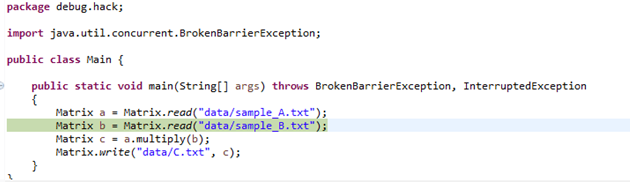 package debug.hack;
import java.util.concurrent.BrokenBarrierException;
public class Main {
public static void main(String[] args) throws BrokenBarrierException, InterruptedException
{
Matrix a = Matrix.read("data/sample_A.txt");
Matrix b = Matrix.read("data/sample_B.txt");
Matrix c = a.multiply(b);
Matrix.write("data/C.txt", c);
}
}